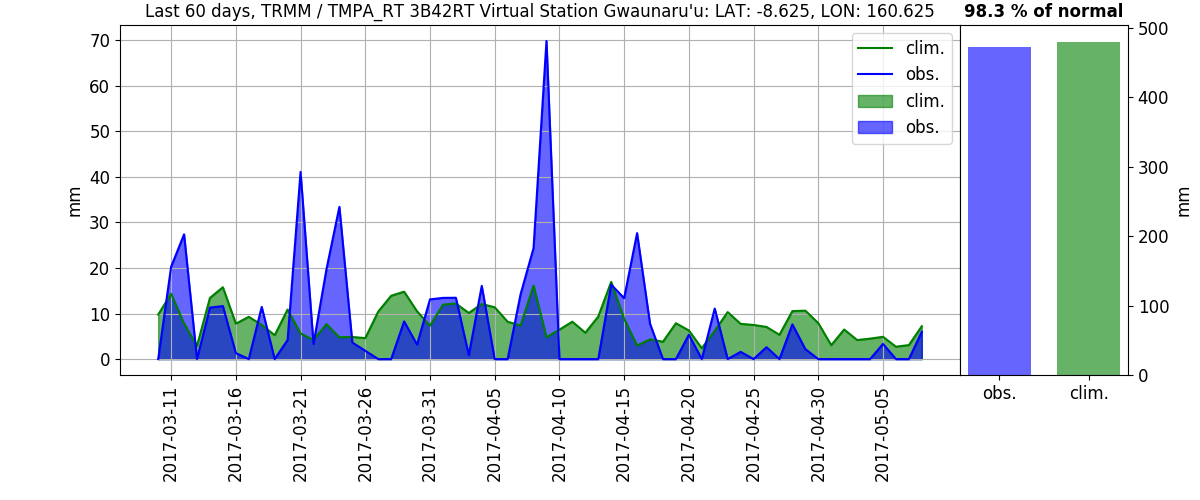 Last 60 days, TRMM / TMPA_RT 3B42RT Virtual Station Gwaunaru'u: LAT: -8.625, LON: 160.625
98.3 % of normal
mm
70
60
50
40
30
20
10
0
clim.
obs.
clim.
obs.
2017-03-11
2017-03-16
2017-03-21
2017-03-26
2017-03-31
2017-04-05
2017-04-10
2017-04-15
2017-04-20
2017-04-25
2017-04-30
2017-05-05
500
400
300
200
100
0
mm
obs.
clim.